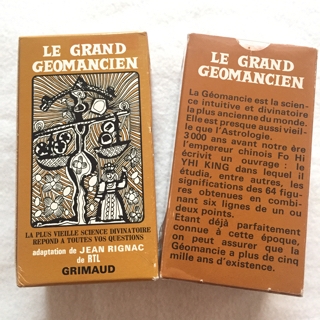 LE GRAND
GEOMANCIEN
LA PLUS VIEILLE SCIENCE DIVINATOIRE
REPOND A TOUTES VOS QUESTIONS
adaptation de JEAN RIGNAC
de RTL
GRIMAUD
LE GRAND
GEOMANCIEN
La Géomancie est la scien-
ce intuitive et divinatoire
la plus ancienne du monde.
Elle est presque aussi vieil-
le que l'Astrologie.
3000 ans avant notre ère
l'empereur chinois Fo Hi
écrivit un ouvrage : le
YHI KING dans lequel il
étudia, entre autres, les
significations des 64 figu-
res obtenues en combi-
nant six lignes de un ou
deux points.
Etant déjà parfaitement
connue à cette époque,
on peut assurer que la
Géomancie a plus de cinq
mille ans d'existence.